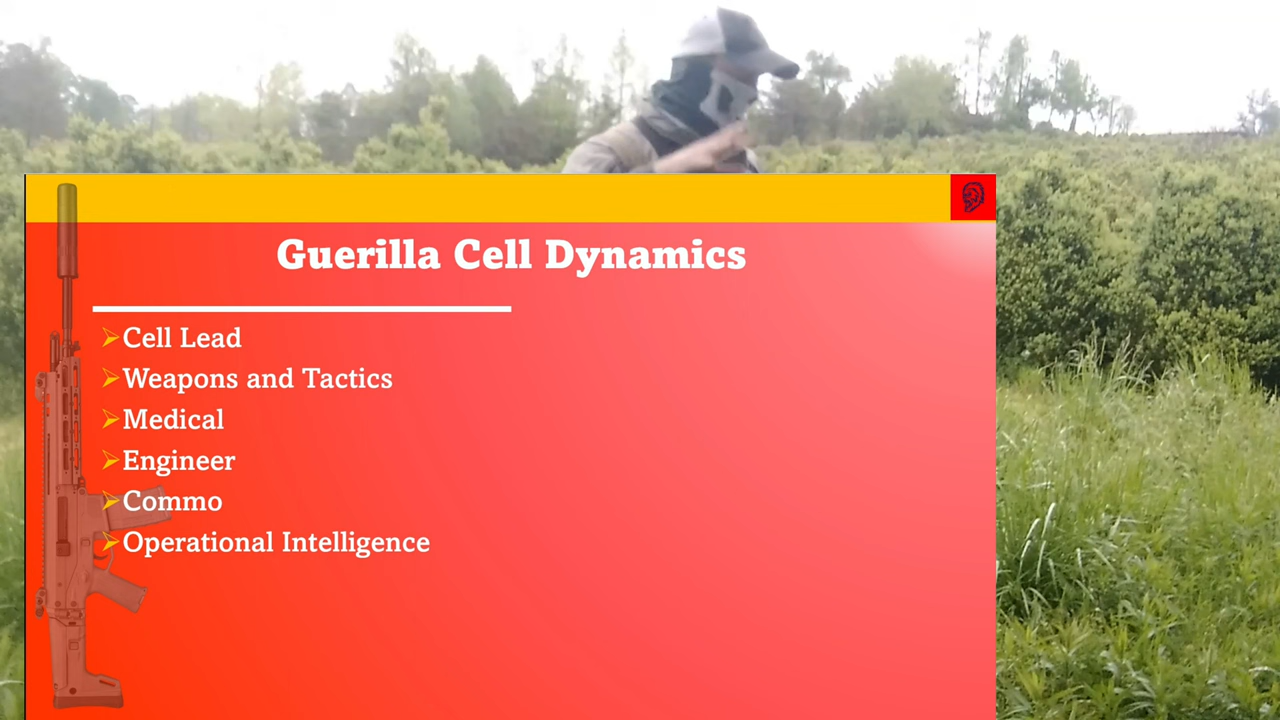 Guerilla Cell Dynamics
Cell Lead
Weapons and Tactics
Medical
Engineer
Commo
Operational Intelligence